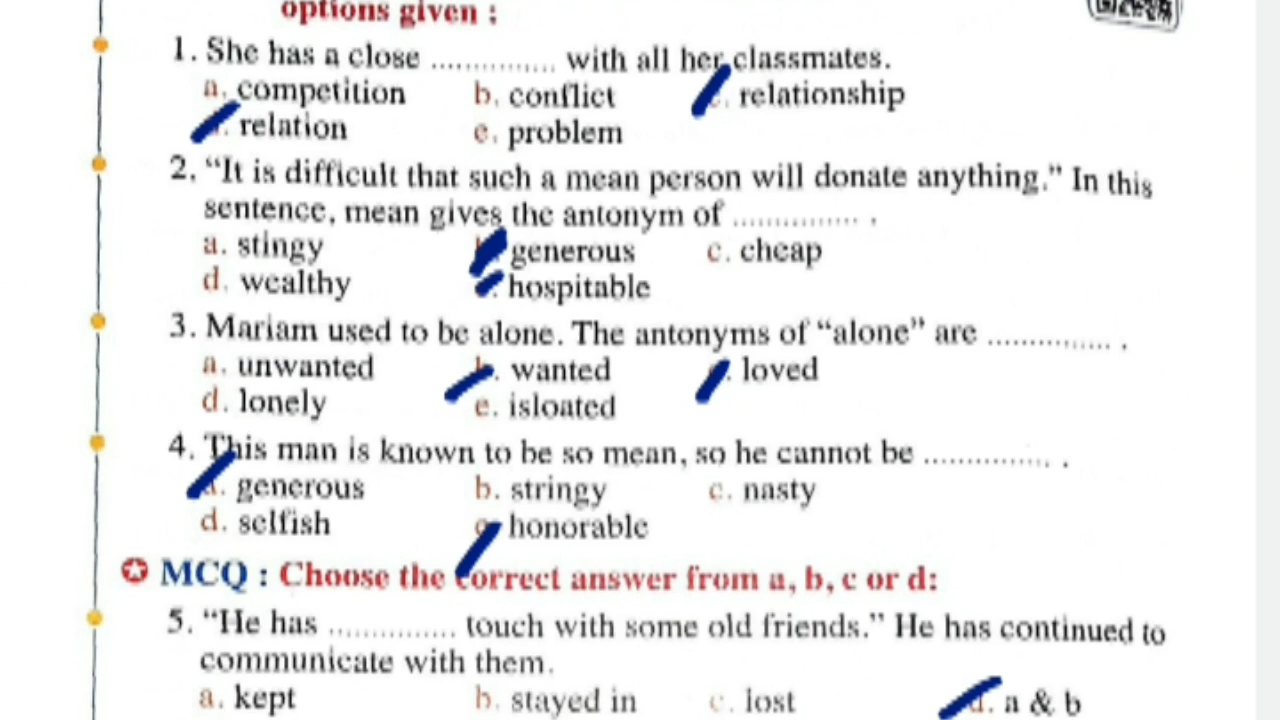 options given :
1. She has a close ............... with all her classmates.
a. competition b. conflict c. relationship
d. relation e. problem
2. “It is difficult that such a mean person will donate anything.” In this
sentence, mean gives the antonym of ............... .
a. stingy b. generous c. cheap
d. wealthy e. hospitable
3. Mariam used to be alone. The antonyms of “alone” are ............... .
a. unwanted b. wanted c. loved
d. lonely e. isloated
4. This man is known to be so mean, so he cannot be ............... .
a. generous b. stringy c. nasty
d. selfish e. honorable
MCQ : Choose the correct answer from a, b, c or d:
5. “He has ............... touch with some old friends.” He has continued to
communicate with them.
a. kept b. stayed in c. lost d. a & b